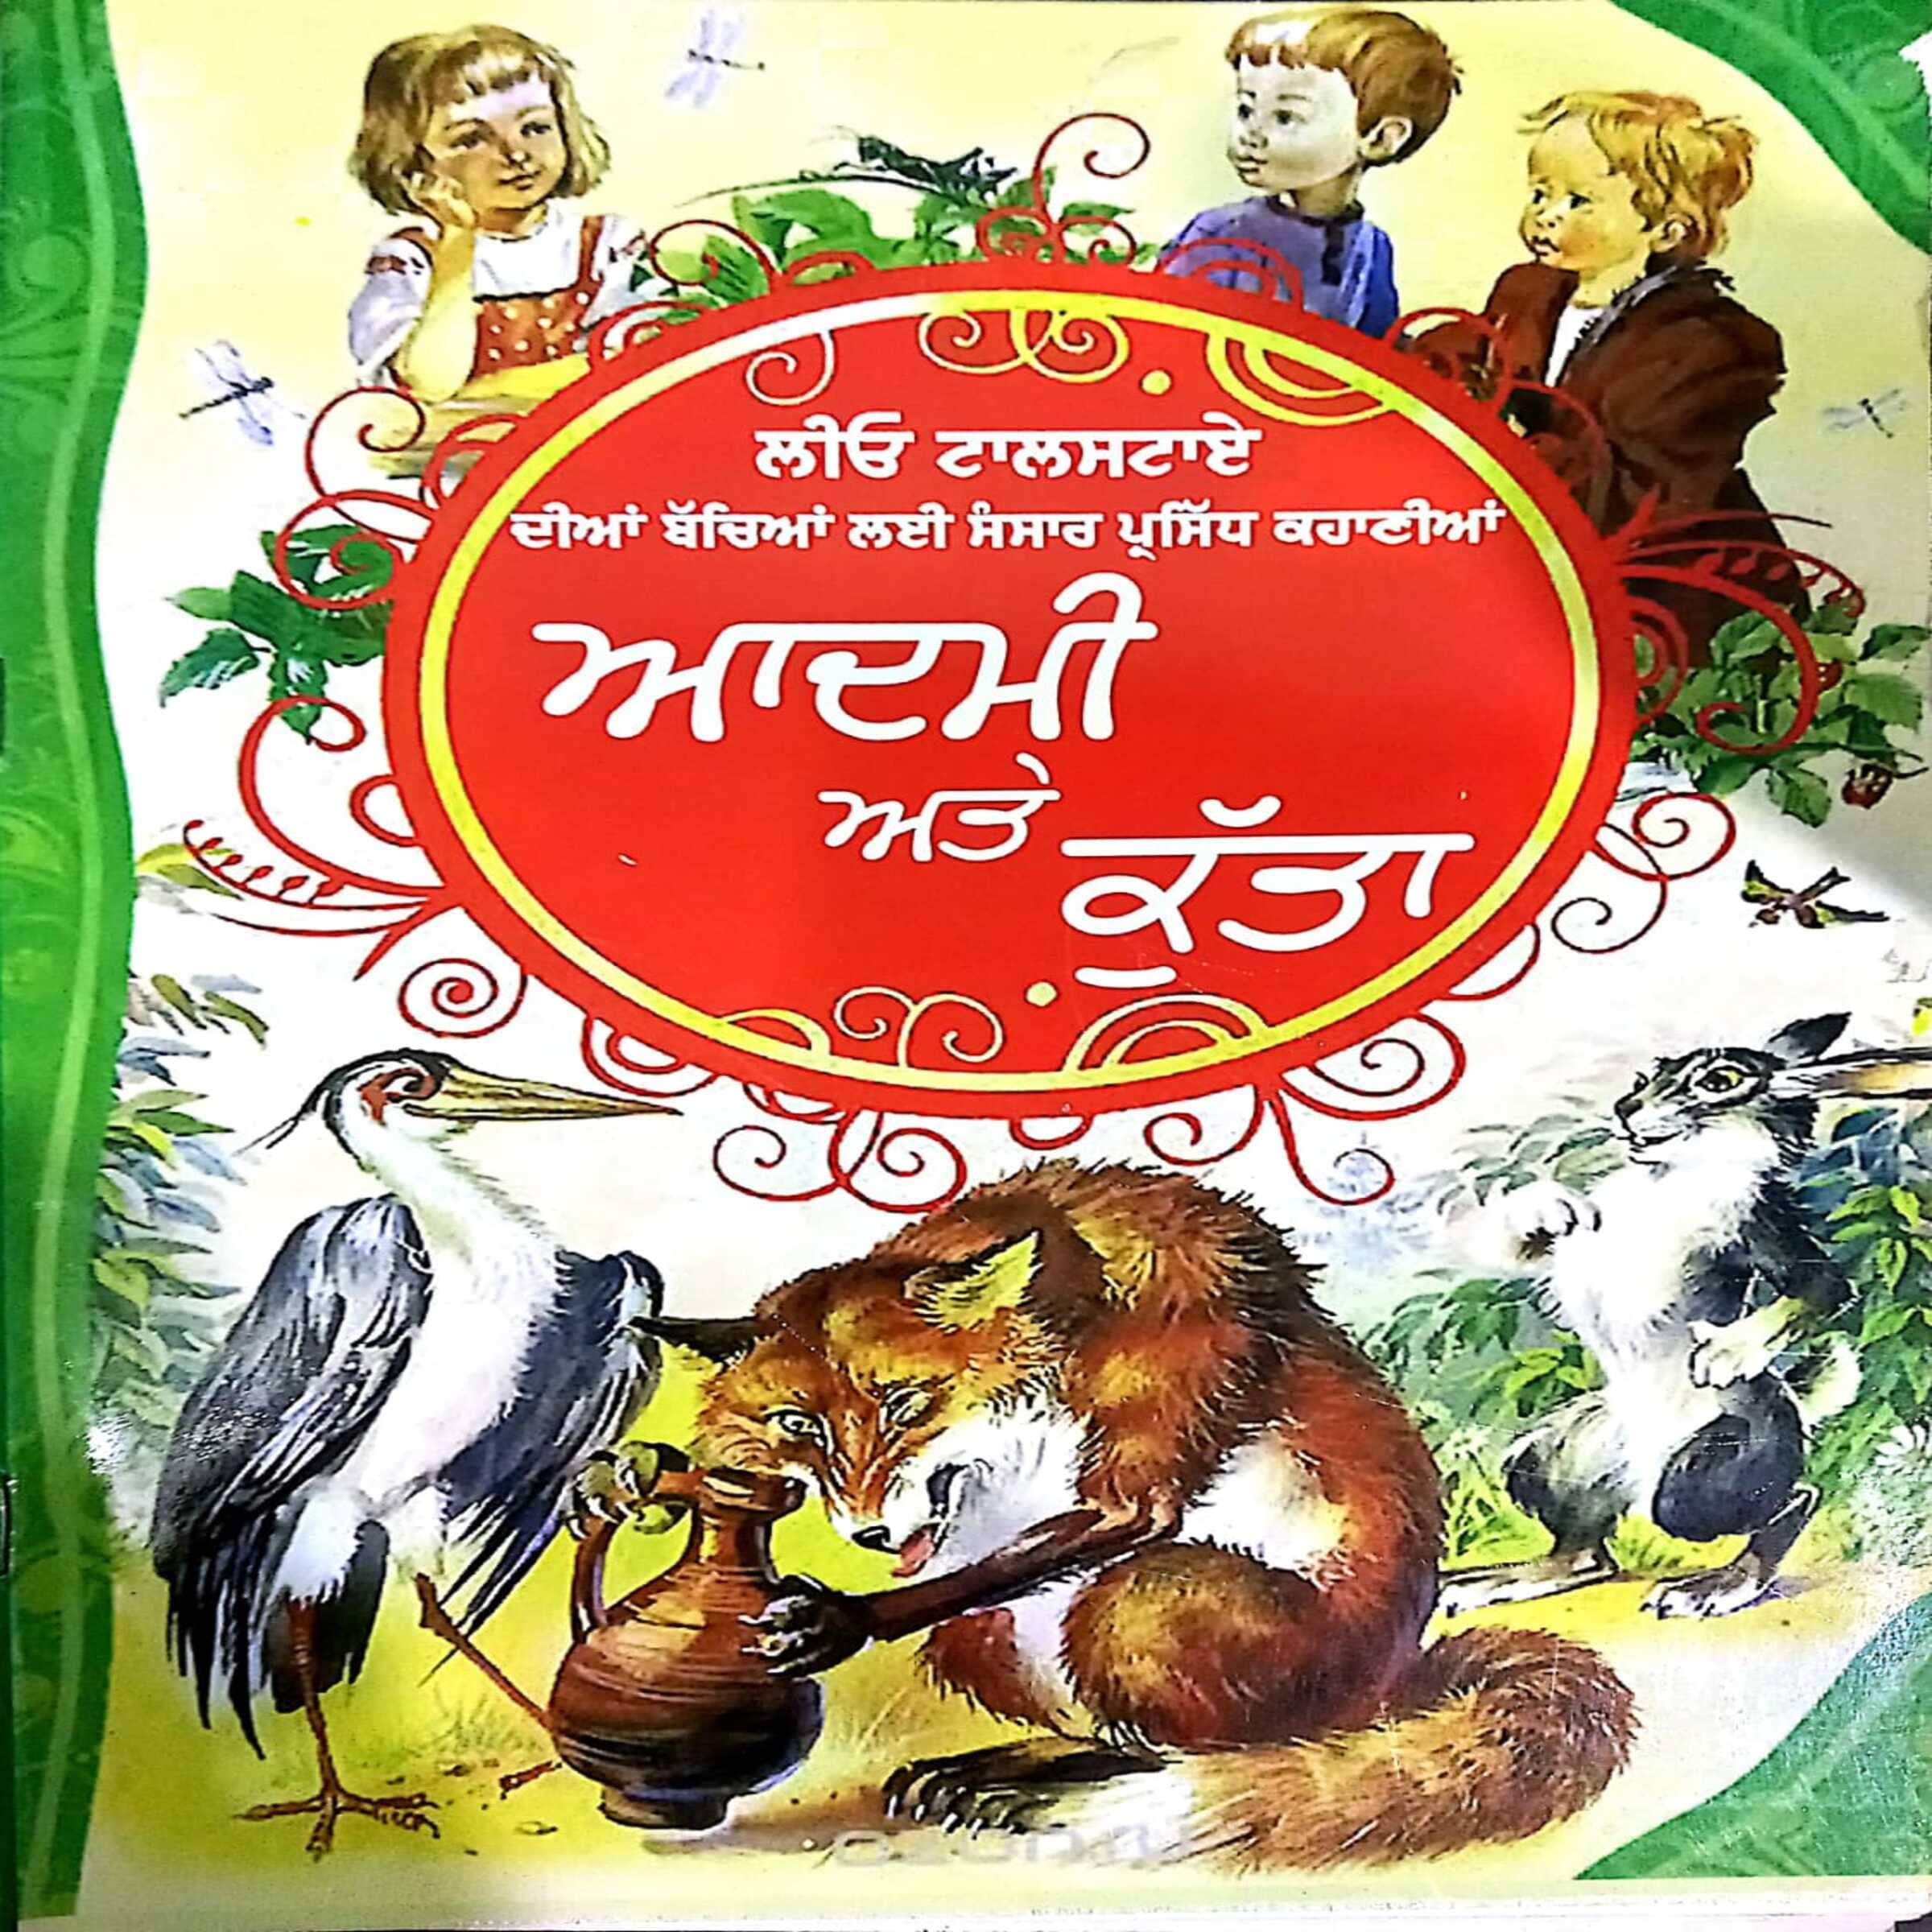 ਲੀਓ ਟਾਲਸਟਾਏ
ਦੀਆਂ ਬੱਚਿਆਂ ਲਈ ਸੰਸਾਰ ਪ੍ਰਸਿੱਧ ਕਹਾਣੀਆਂ
ਆਦਮੀ
ਅਤੇ
ਕੁੱਤਾ